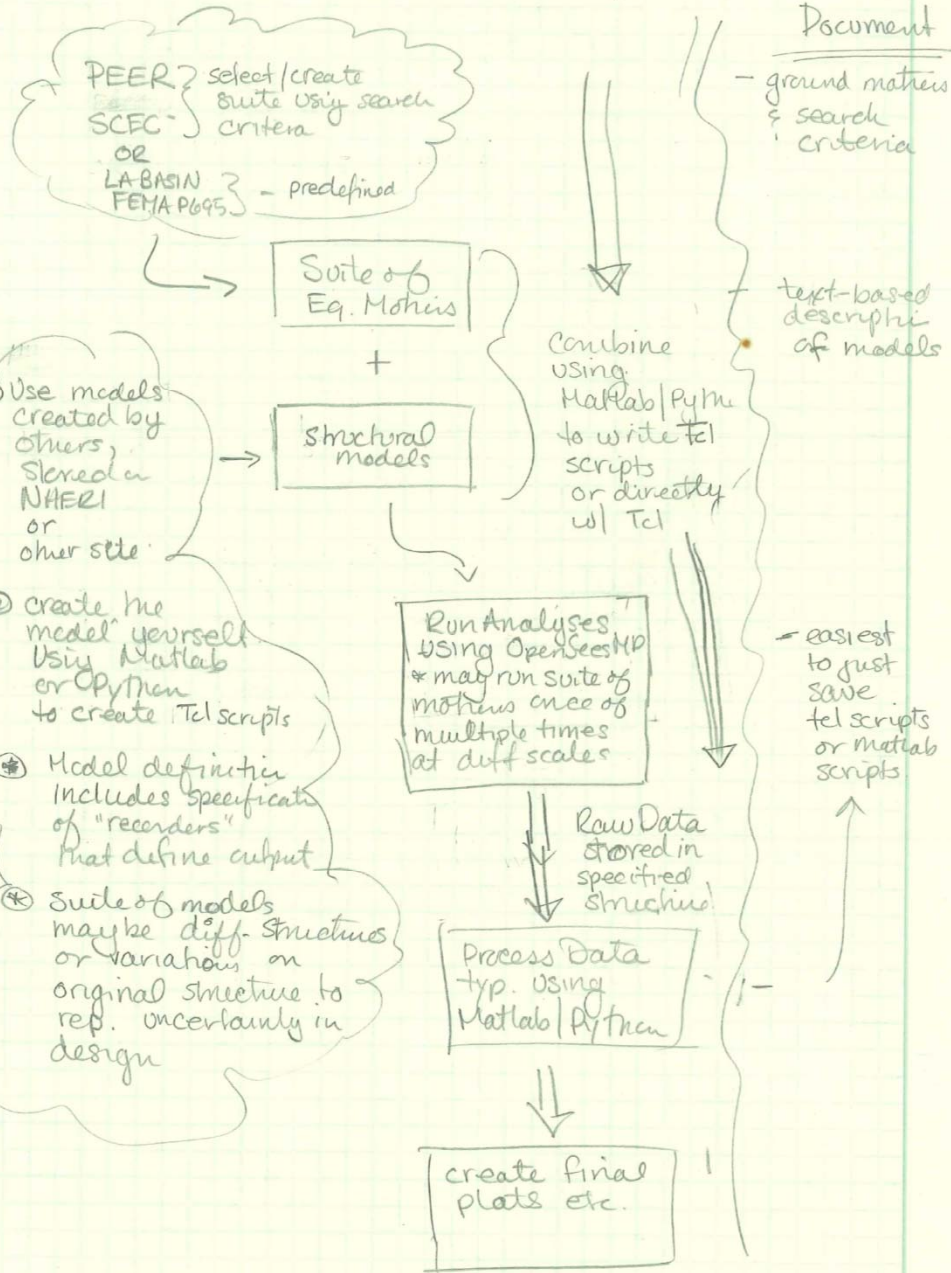 PEER
SCEC
select/create
suite using search
criteria
OR
LA BASIN
FEMA P695
- predefined
Suite of
Eq. Motions
+
structural
models
Use models
created by
others,
stored in
NHERI
or
other site
② create the
model yourself
using Matlab
or Python
to create Tcl scripts
* Model definition
includes specificati
of "recorders"
that define output
* Suite of models
maybe diff. structures
or variations on
original structure to
rep. uncertainty in
design
combine
using
Matlab/Pythn
to write Tcl
scripts
or directly
w/ Tcl
Run Analyses
using OpenSees MP
* may run suite of
motions once of
multiple times
at diff scales
Raw Data
stored in
specified
structure
Process Data
typ. using
Matlab/Python
create final
plots etc.
Document
- ground motions
& search
criteria
- text-based
descripti
of models
- easiest
to just
save
tcl scripts
or matlab
scripts